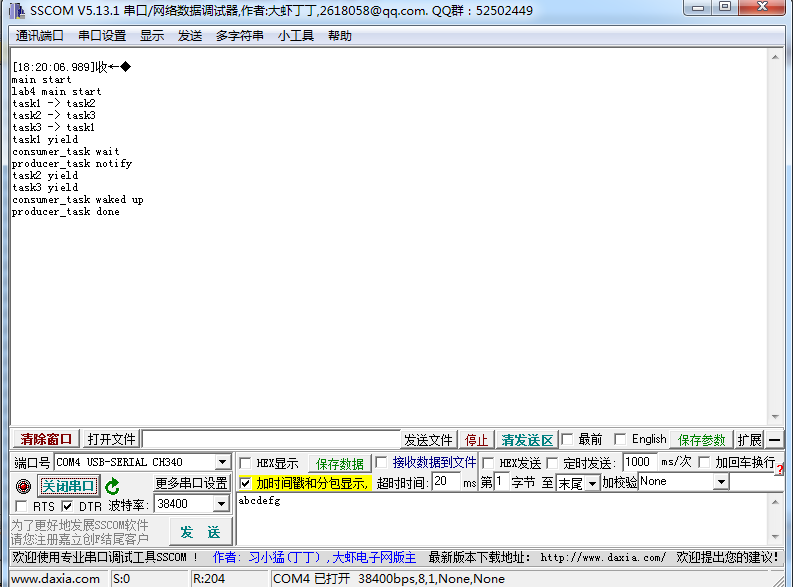 SSCOM V5.13.1 串口/网络数据调试器,作者:大虾丁丁,2618058@qq.com. QQ群: 52502449
通讯端口 串口设置 显示 发送 多字符串 小工具 帮助
[18:20:06.989]收←◆
main start
lab4 main start
task1 -> task2
task2 -> task3
task3 -> task1
task1 yield
consumer_task wait
producer_task notify
task2 yield
task3 yield
consumer_task waked up
producer_task done
清除窗口 打开文件 发送文件 停止 清发送区 最前 English 保存参数 扩展 —
端口号 COM4 USB-SERIAL CH340 HEX显示 保存数据 接收数据到文件 HEX发送 定时发送: 1000 ms/次 加回车换行
关闭串口 更多串口设置 加时间戳和分包显示, 超时时间: 20 ms 第 1 字节 至 末尾 加校验 None
RTS DTR 波特率: 38400 abcdefg
为了更好地发展SSCOM软件
请您注册嘉立创F结尾客户
发 送
欢迎使用专业串口调试工具SSCOM ! 作者: 习小猛(丁丁),大虾电子网版主 最新版本下载地址: http://www.daxia.com/ 欢迎提出您的建议!
www.daxia.com S:0 R:204 COM4 已打开 38400bps,8,1,None,None